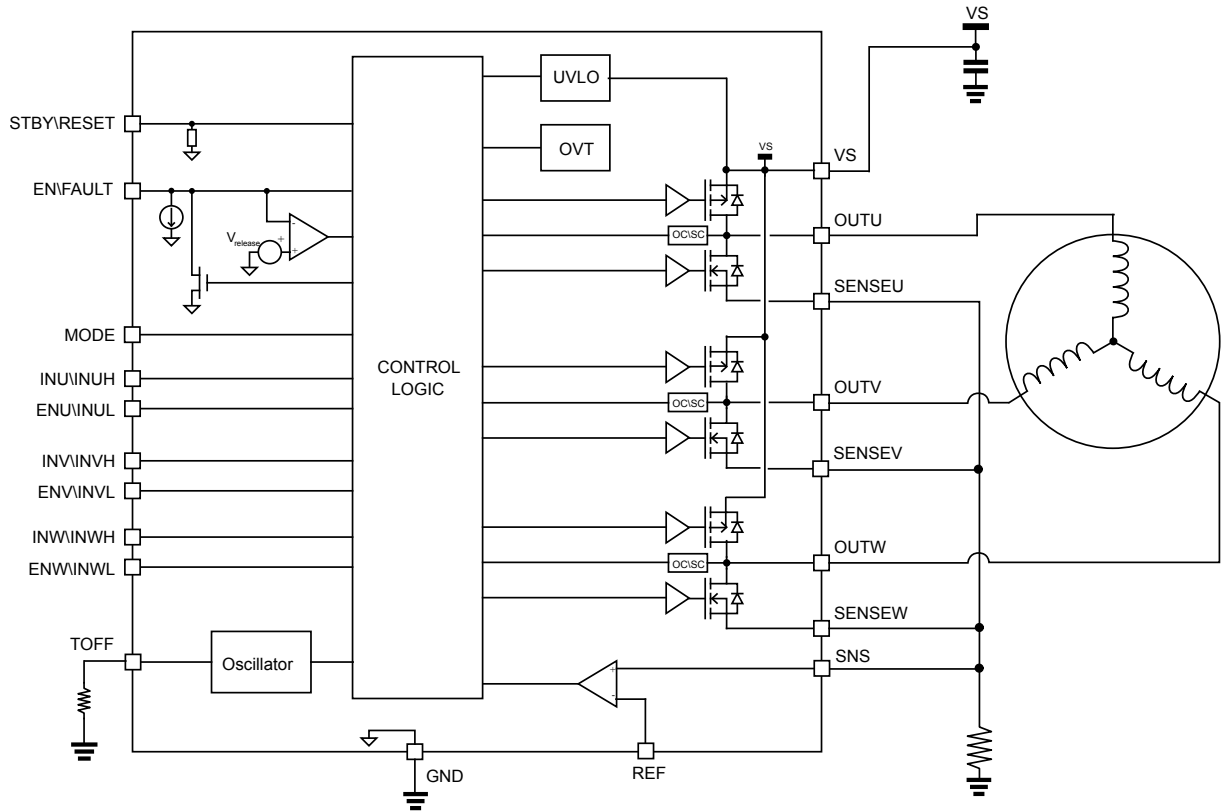 VS
UVLO
STBY\RESET
OVT
VS
VS
EN\FAULT
OUTU
Vrelease
+
-
+
OC\SC
SENSEU
MODE
CONTROL
LOGIC
INU\INUH
ENU\INUL
OC\SC
OUTV
INV\INVH
SENSEV
ENV\INVL
INW\INWH
OUTW
ENW\INWL
OC\SC
SENSEW
TOFF
Oscillator
SNS
+
-
GND
REF